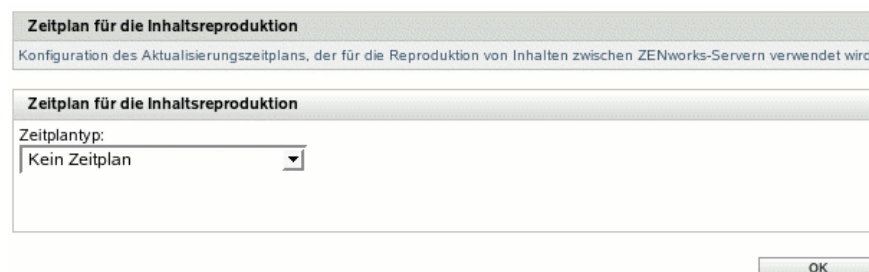 Zeitplan für die Inhaltsreproduktion
Konfiguration des Aktualisierungszeitplans, der für die Reproduktion von Inhalten zwischen ZENworks-Servern verwendet wird
Zeitplan für die Inhaltsreproduktion
Zeitplantyp:
Kein Zeitplan
OK